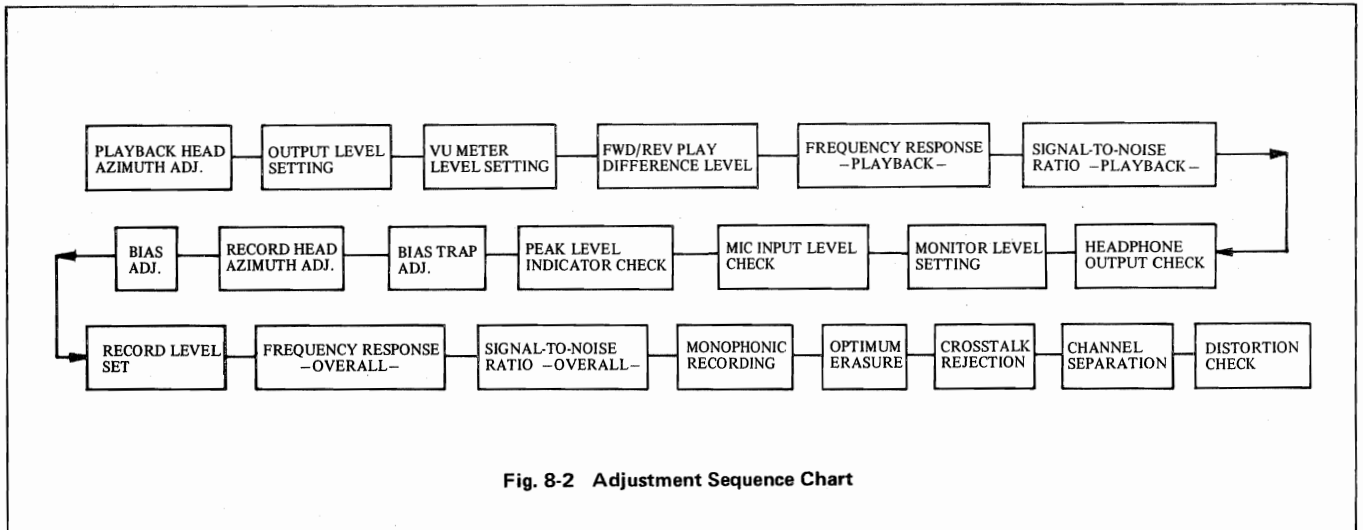 PLAYBACK HEAD
AZIMUTH ADJ.
OUTPUT LEVEL
SETTING
VU METER
LEVEL SETTING
FWD/REV PLAY
DIFFERENCE LEVEL
FREQUENCY RESPONSE
–PLAYBACK–
SIGNAL-TO-NOISE
RATIO –PLAYBACK–
BIAS
ADJ.
RECORD HEAD
AZIMUTH ADJ.
BIAS TRAP
ADJ.
PEAK LEVEL
INDICATOR CHECK
MIC INPUT LEVEL
CHECK
MONITOR LEVEL
SETTING
HEADPHONE
OUTPUT CHECK
RECORD LEVEL
SET
FREQUENCY RESPONSE
–OVERALL–
SIGNAL-TO-NOISE
RATIO –OVERALL–
MONOPHONIC
RECORDING
OPTIMUM
ERASURE
CROSSTALK
REJECTION
CHANNEL
SEPARATION
DISTORTION
CHECK
Fig. 8-2 Adjustment Sequence Chart